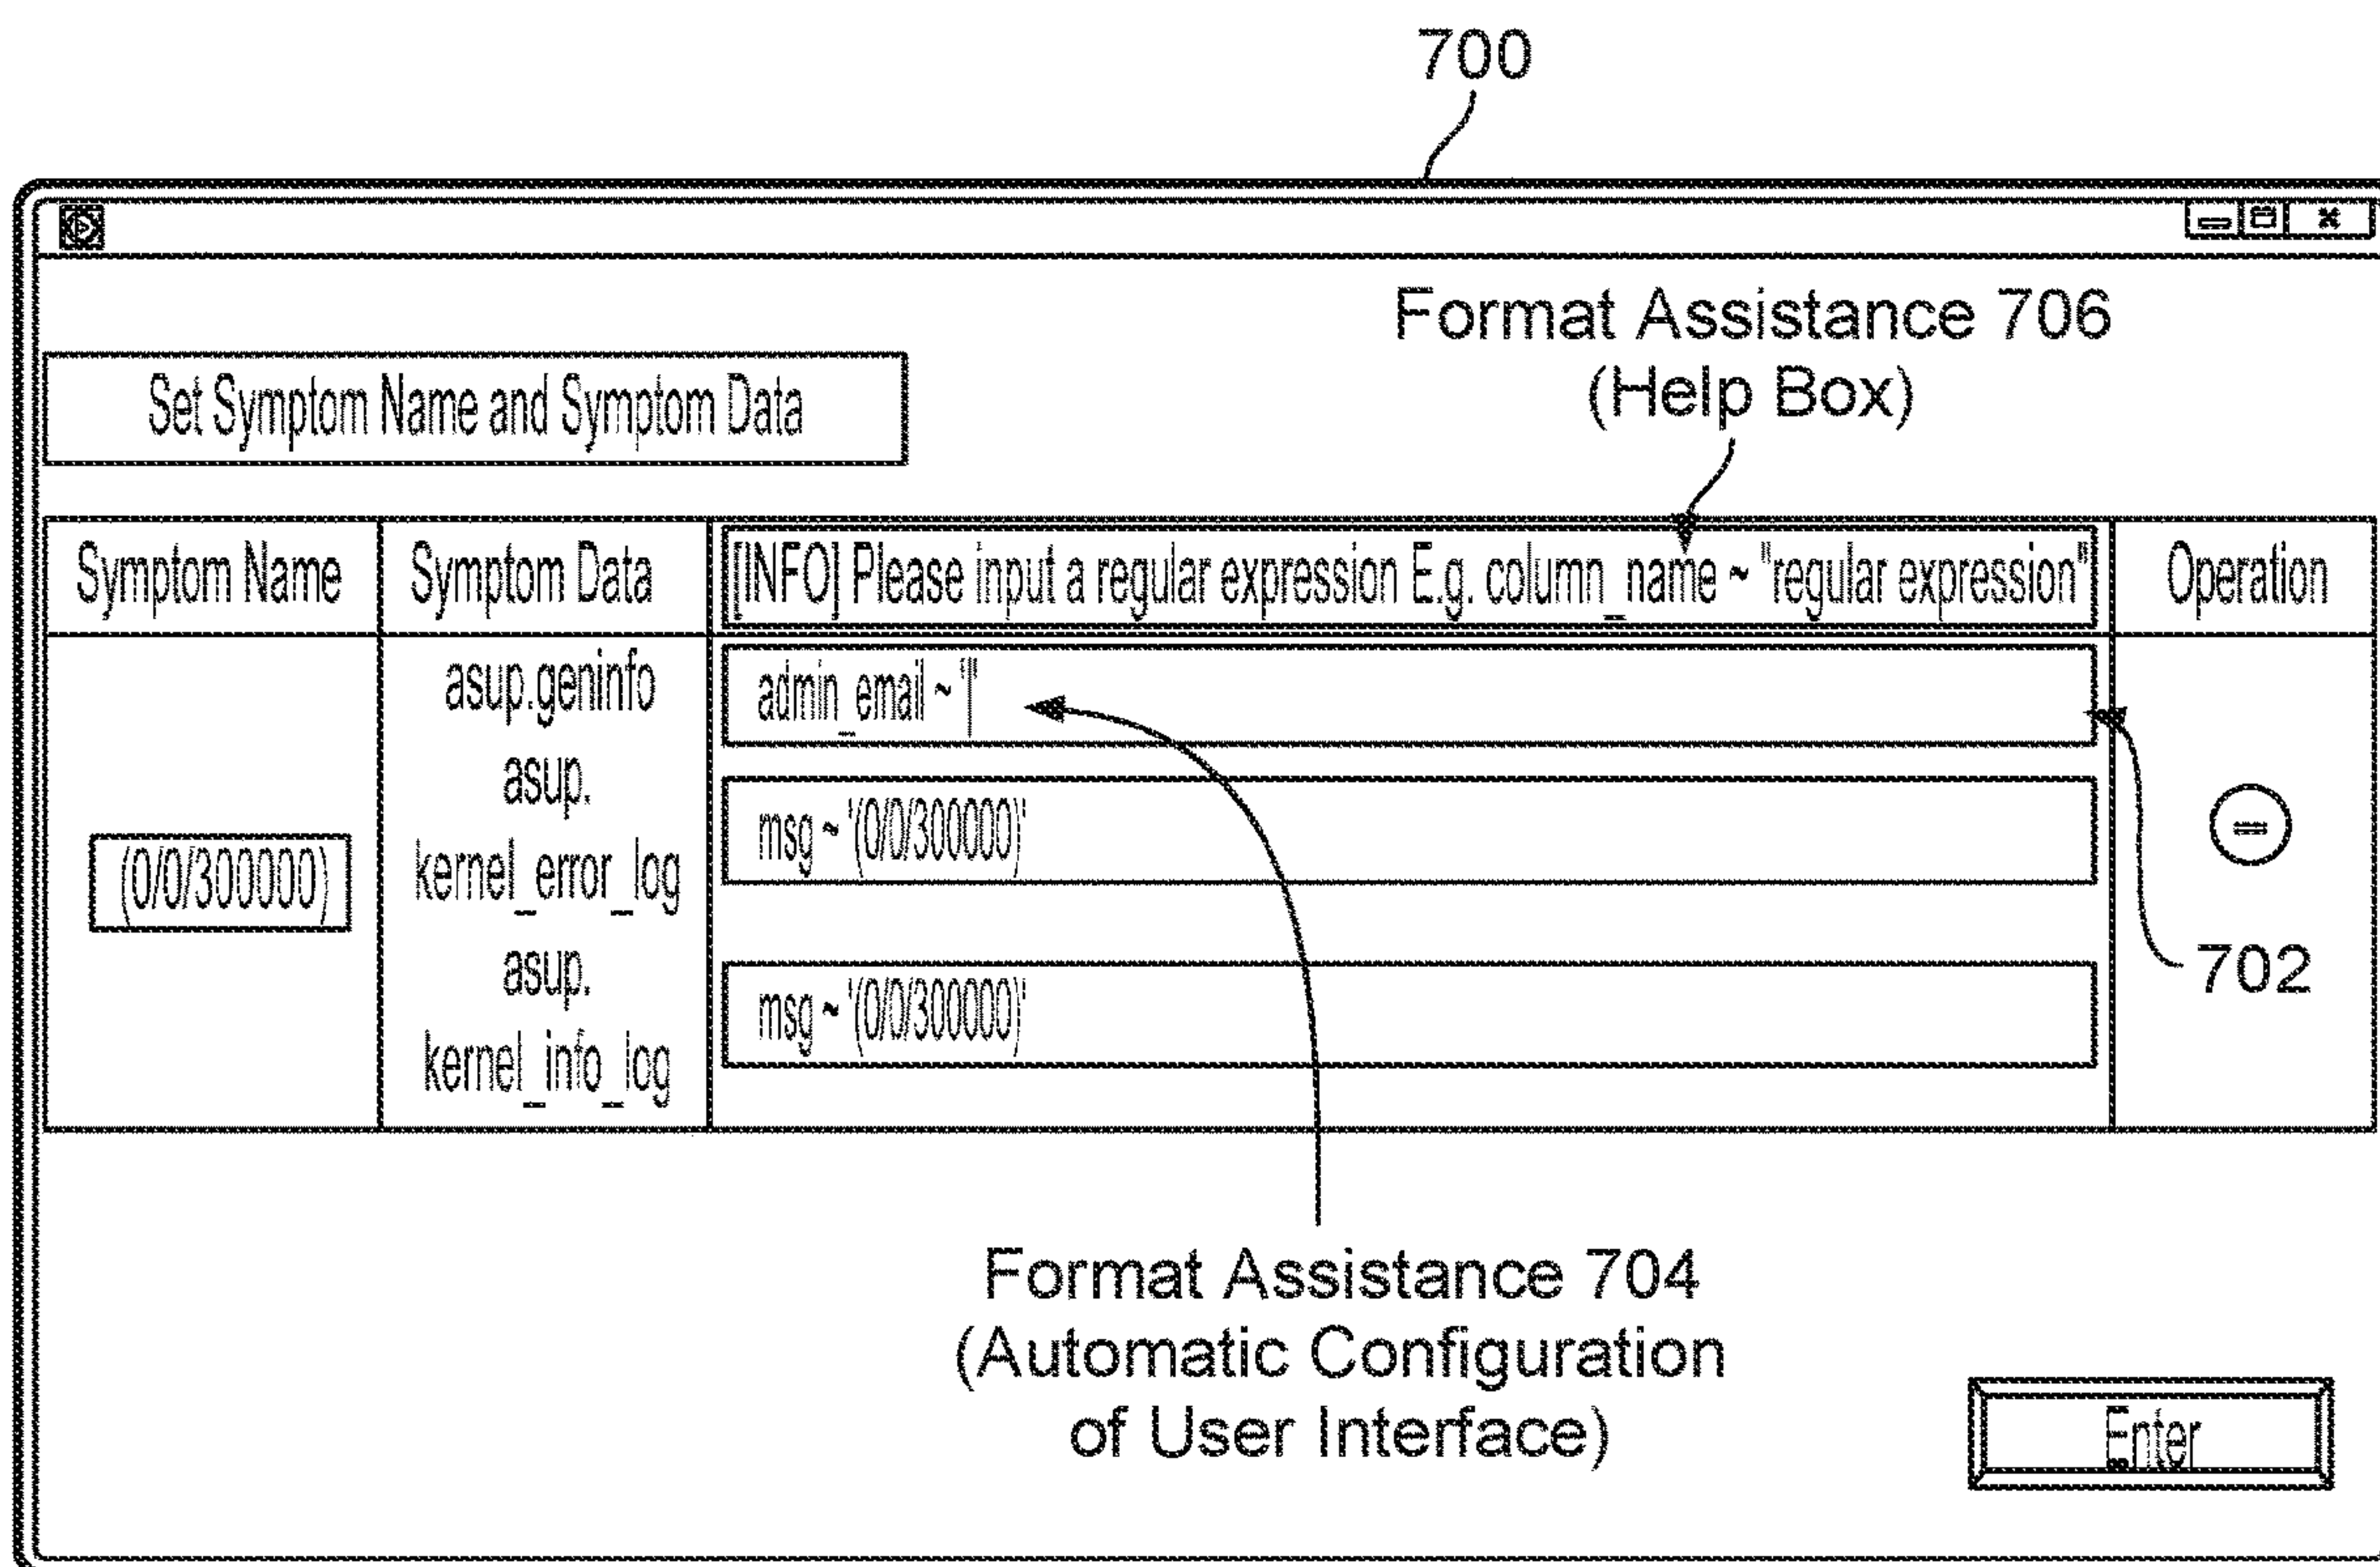 700
Format Assistance 706
(Help Box)
Set Symptom Name and Symptom Data
Symptom Name
Symptom Data
[INFO] Please input a regular expression E.g. column_name ~ "regular expression"
Operation
(0/0/300000)
asup.geninfo
asup.
kernel_error_log
asup.
kernel_info_log
admin_email ~ '|'
msg ~ '(0/0/300000)'
msg ~ '(0/0/300000)'
702
Format Assistance 704
(Automatic Configuration
of User Interface)
Enter